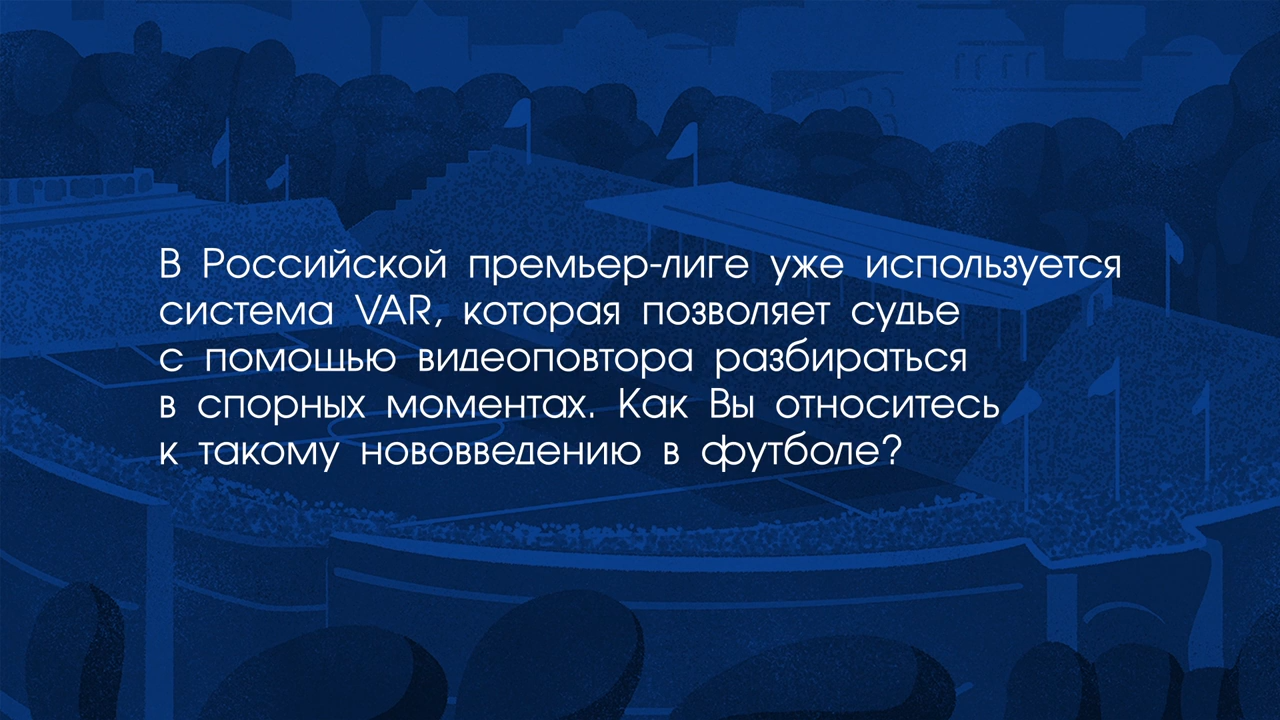 В Российской премьер-лиге уже используется
система VAR, которая позволяет судье
с помощью видеоповтора разбираться
в спорных моментах. Как Вы относитесь
к такому нововведению в футболе?